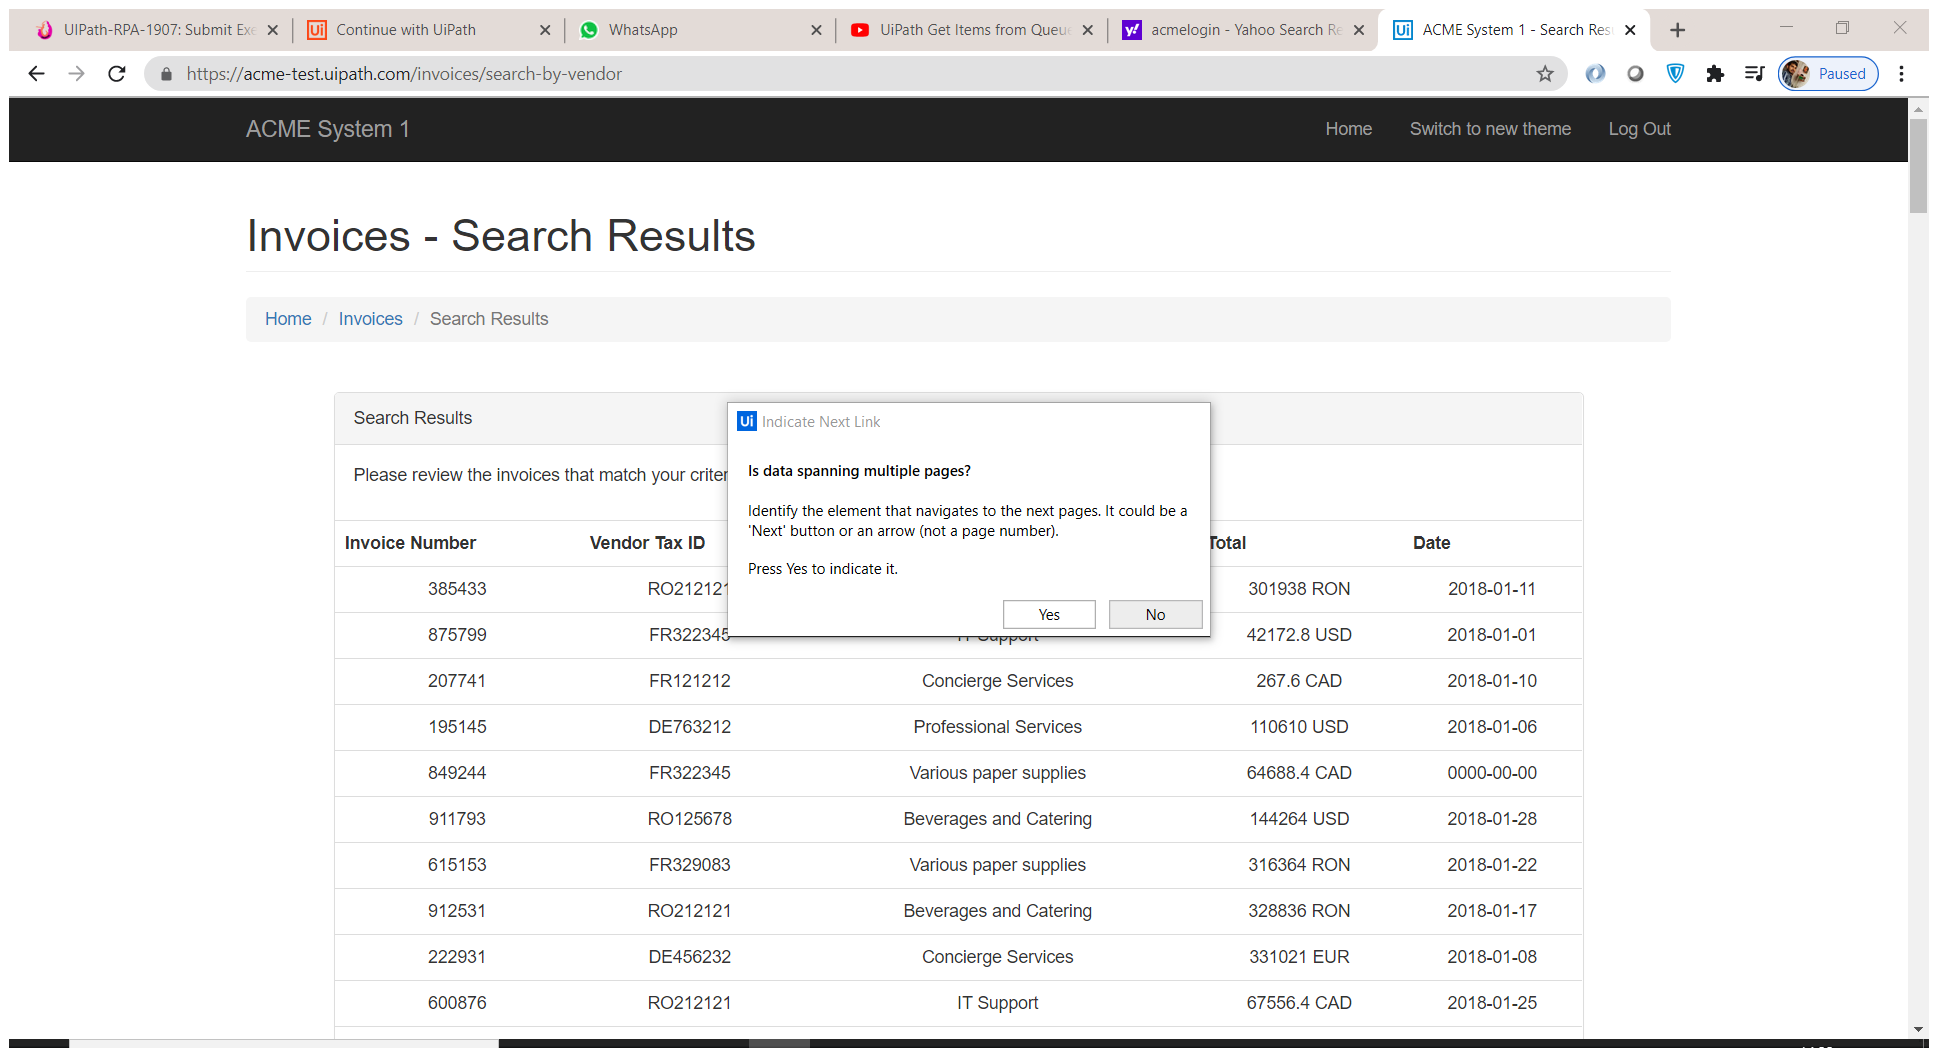 UIPath-RPA-1907: Submit Exe
Continue with UiPath
WhatsApp
UiPath Get Items from Queue
acmelogin - Yahoo Search Re
ACME System 1 - Search Res
https://acme-test.uipath.com/invoices/search-by-vendor
Paused
ACME System 1
Home
Switch to new theme
Log Out
Invoices - Search Results
Home / Invoices / Search Results
Search Results
Please review the invoices that match your criter
Ui Indicate Next Link
Is data spanning multiple pages?
Identify the element that navigates to the next pages. It could be a
'Next' button or an arrow (not a page number).
Press Yes to indicate it.
Yes No
Invoice Number Vendor Tax ID Total Date
385433 RO212121 301938 RON 2018-01-11
875799 FR322345 IT Support 42172.8 USD 2018-01-01
207741 FR121212 Concierge Services 267.6 CAD 2018-01-10
195145 DE763212 Professional Services 110610 USD 2018-01-06
849244 FR322345 Various paper supplies 64688.4 CAD 0000-00-00
911793 RO125678 Beverages and Catering 144264 USD 2018-01-28
615153 FR329083 Various paper supplies 316364 RON 2018-01-22
912531 RO212121 Beverages and Catering 328836 RON 2018-01-17
222931 DE456232 Concierge Services 331021 EUR 2018-01-08
600876 RO212121 IT Support 67556.4 CAD 2018-01-25